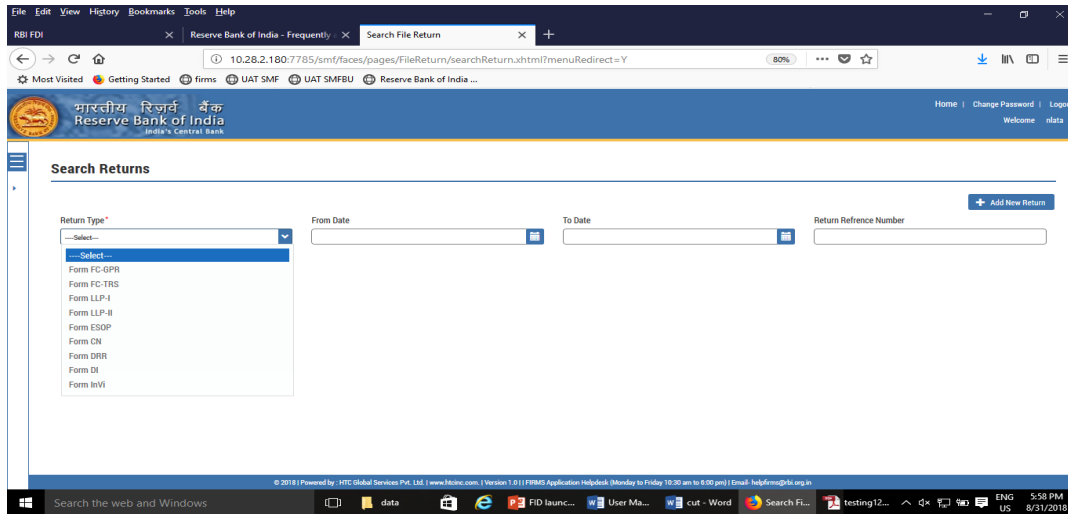 File Edit View History Bookmarks Tools Help
RBI FDI
Reserve Bank of India - Frequently
Search File Return
10.28.2.180:7785/smf/faces/pages/FileReturn/searchReturn.xhtml?menuRedirect=Y
80%
Most Visited Getting Started firms UAT SMF UAT SMFBU Reserve Bank of India ...
भारतीय रिज़र्व बैंक
Reserve Bank of India
India's Central Bank
Home | Change Password | Logou
Welcome nlata
Search Returns
Add New Return
Return Type* From Date To Date Return Refrence Number
----Select---
----Select---
Form FC-GPR
Form FC-TRS
Form LLP-I
Form LLP-II
Form ESOP
Form CN
Form DRR
Form DI
Form InVi
© 2018 | Powered by : HTC Global Services Pvt. Ltd. | www.htcinc.com. | Version 1.0 | | FIRMS Application Helpdesk (Monday to Friday 10:30 am to 6:00 pm) | Email- helpfirms@rbi.org.in
Search the web and Windows
data
FID launc...
User Ma...
cut - Word
Search Fi...
testing12...
ENG
US
5:58 PM
8/31/2018